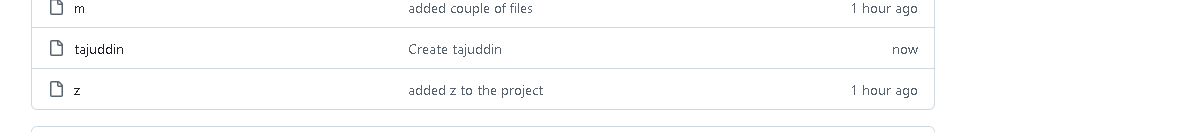 m added couple of files 1 hour ago
tajuddin Create tajuddin now
z added z to the project 1 hour ago